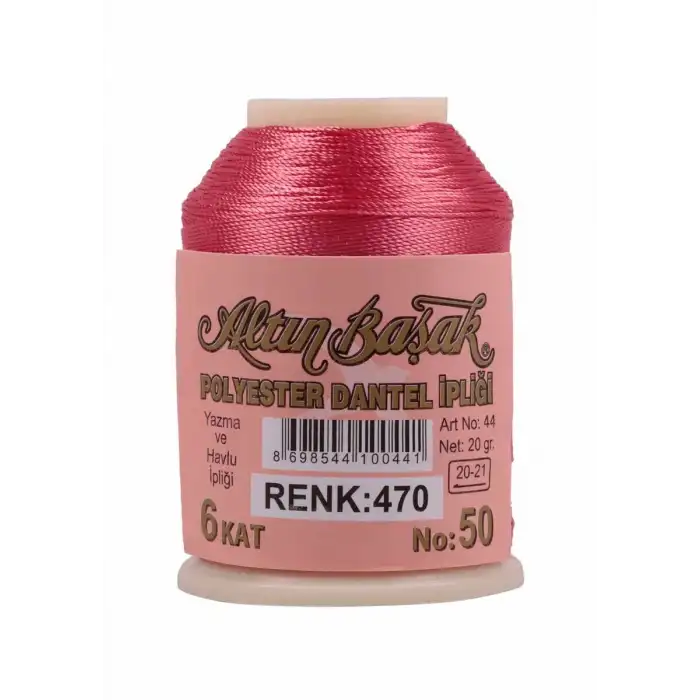 Altın Başak®
POLYESTER DANTEL İPLİĞİ
Yazma
ve
Havlu
İpliği
8 698544 100441
Art No: 44
Net: 20 gr.
20-21
RENK:470
6 KAT
No: 50